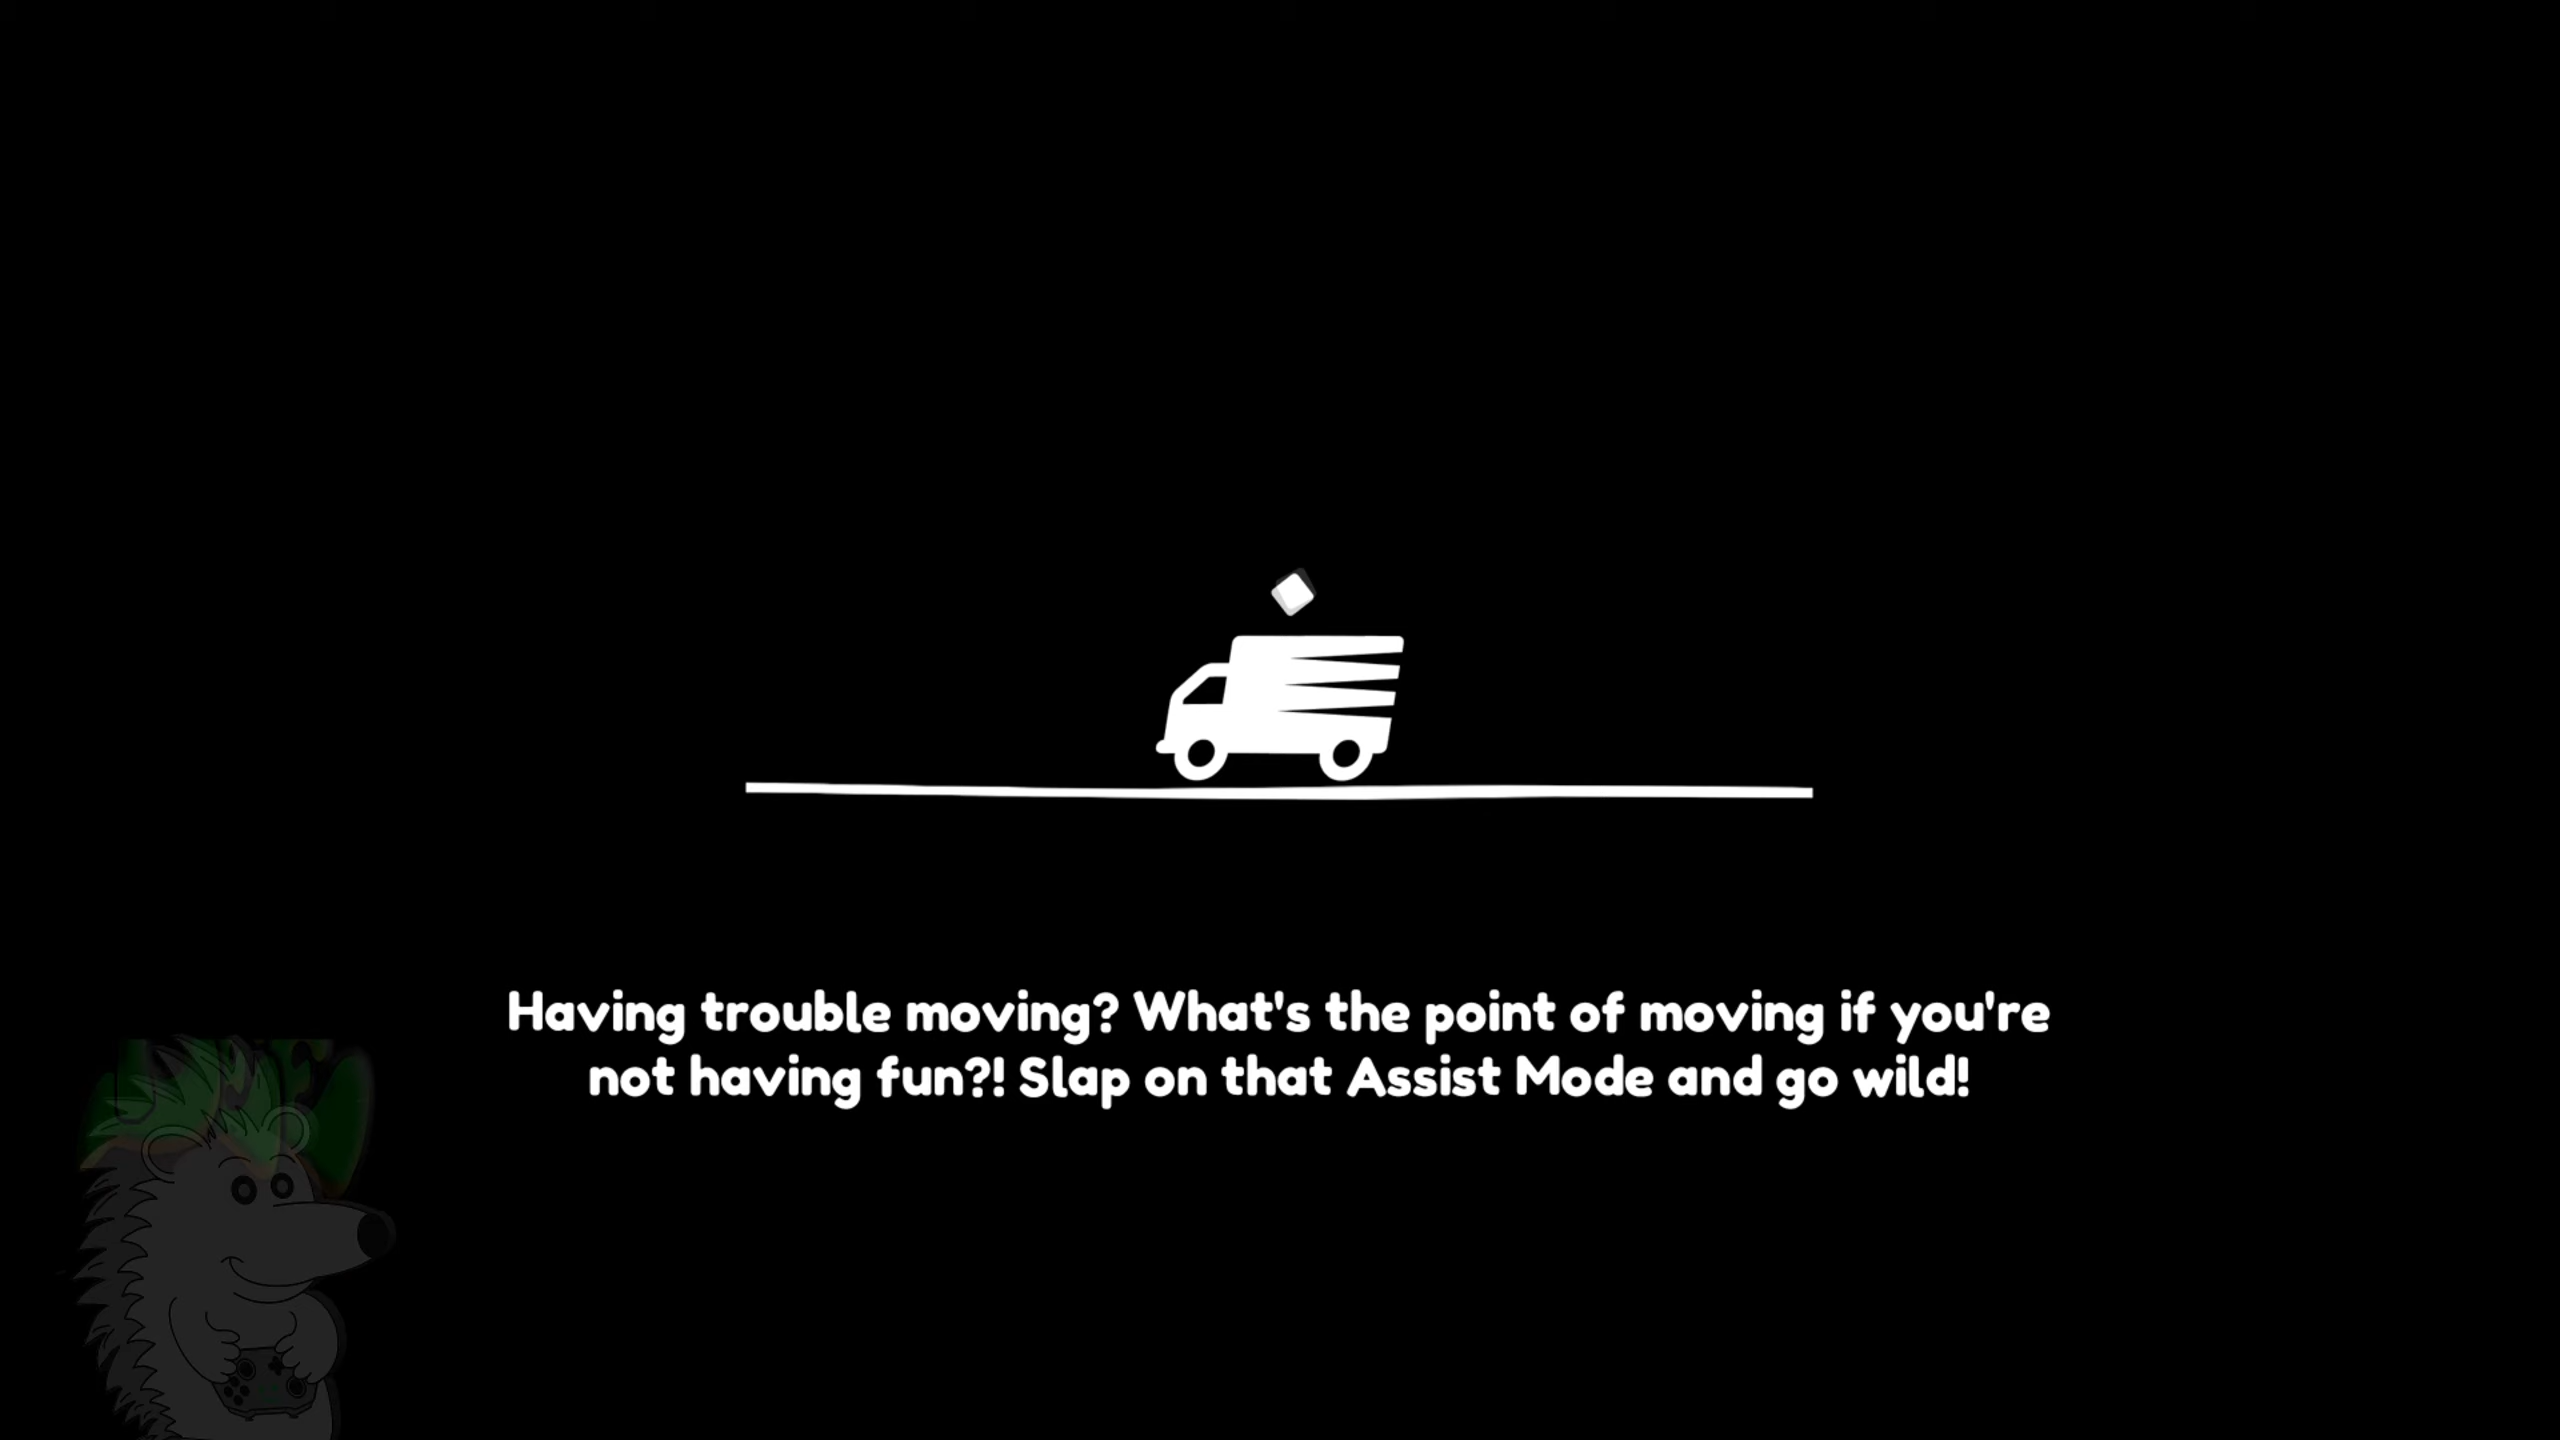 Having trouble moving? What's the point of moving if you're
not having fun?! Slap on that Assist Mode and go wild!